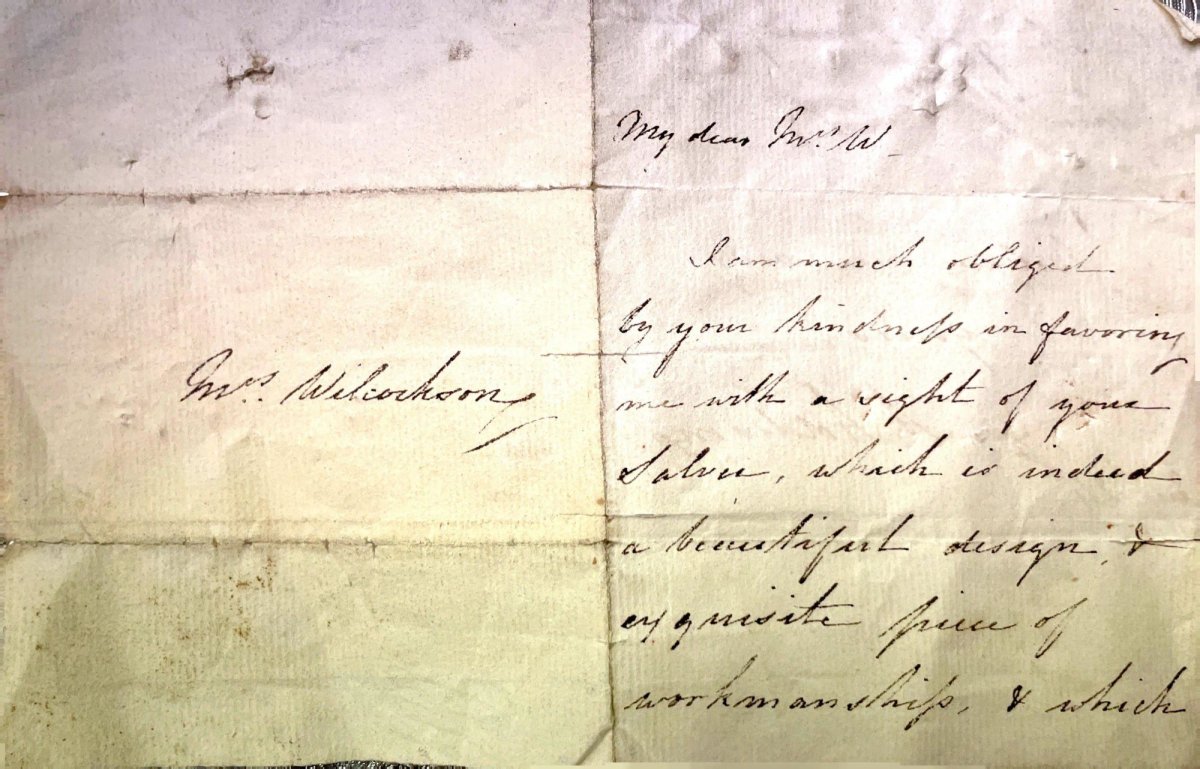 Mrs. Wilcockson
My dear Mrs. W
I am much obliged
by your kindness in favoring
me with a sight of your
Salver, which is indeed
a beautiful design, &
exquisite piece of
workmanship, & which